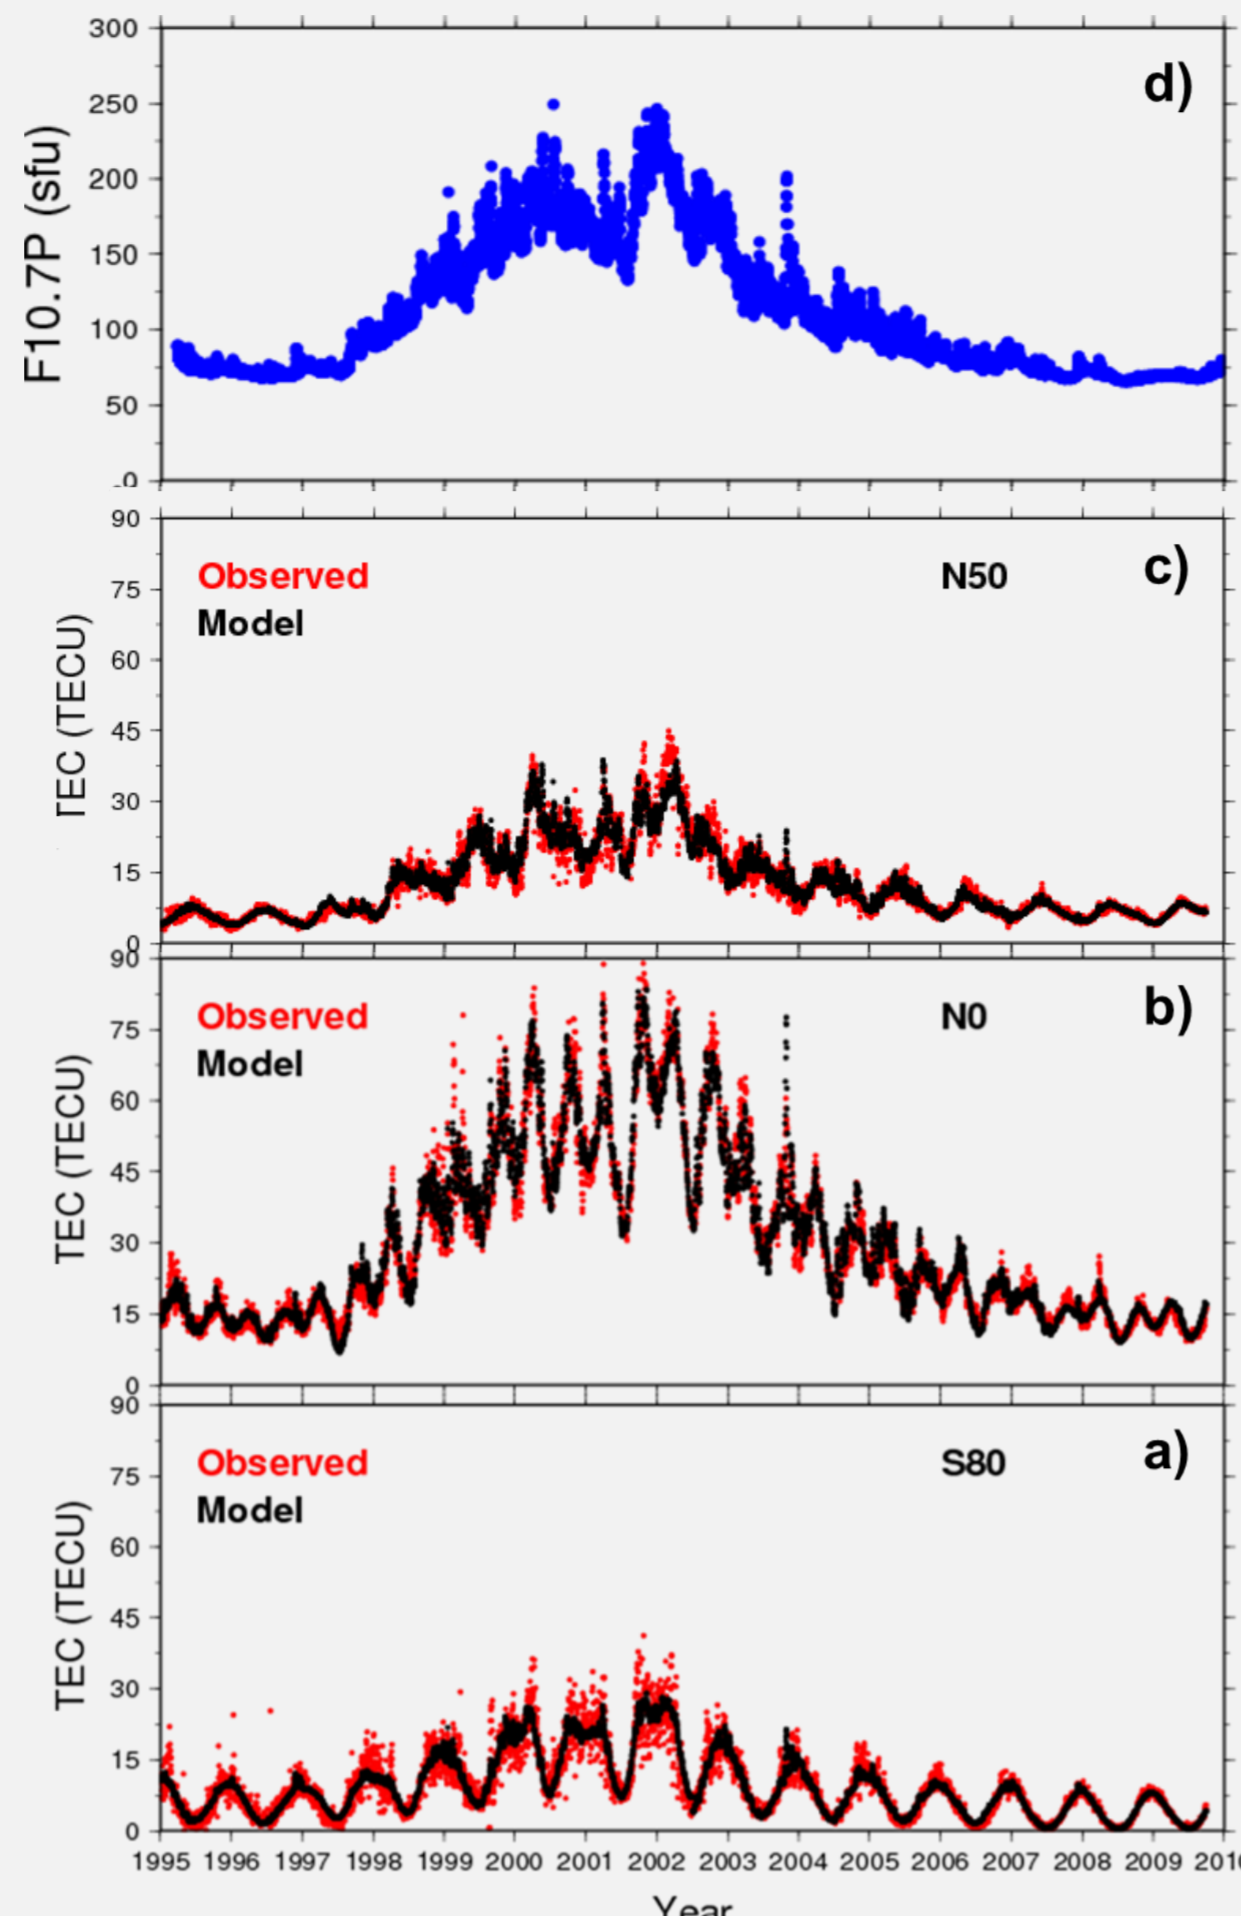 300
250
200
150
100
50
0
F10.7P (sfu)
d)
90
75
60
45
30
15
0
TEC (TECU)
Observed
Model
N50
c)
90
75
60
45
30
15
0
TEC (TECU)
Observed
Model
N0
b)
90
75
60
45
30
15
0
TEC (TECU)
Observed
Model
S80
a)
1995 1996 1997 1998 1999 2000 2001 2002 2003 2004 2005 2006 2007 2008 2009 2010
Year